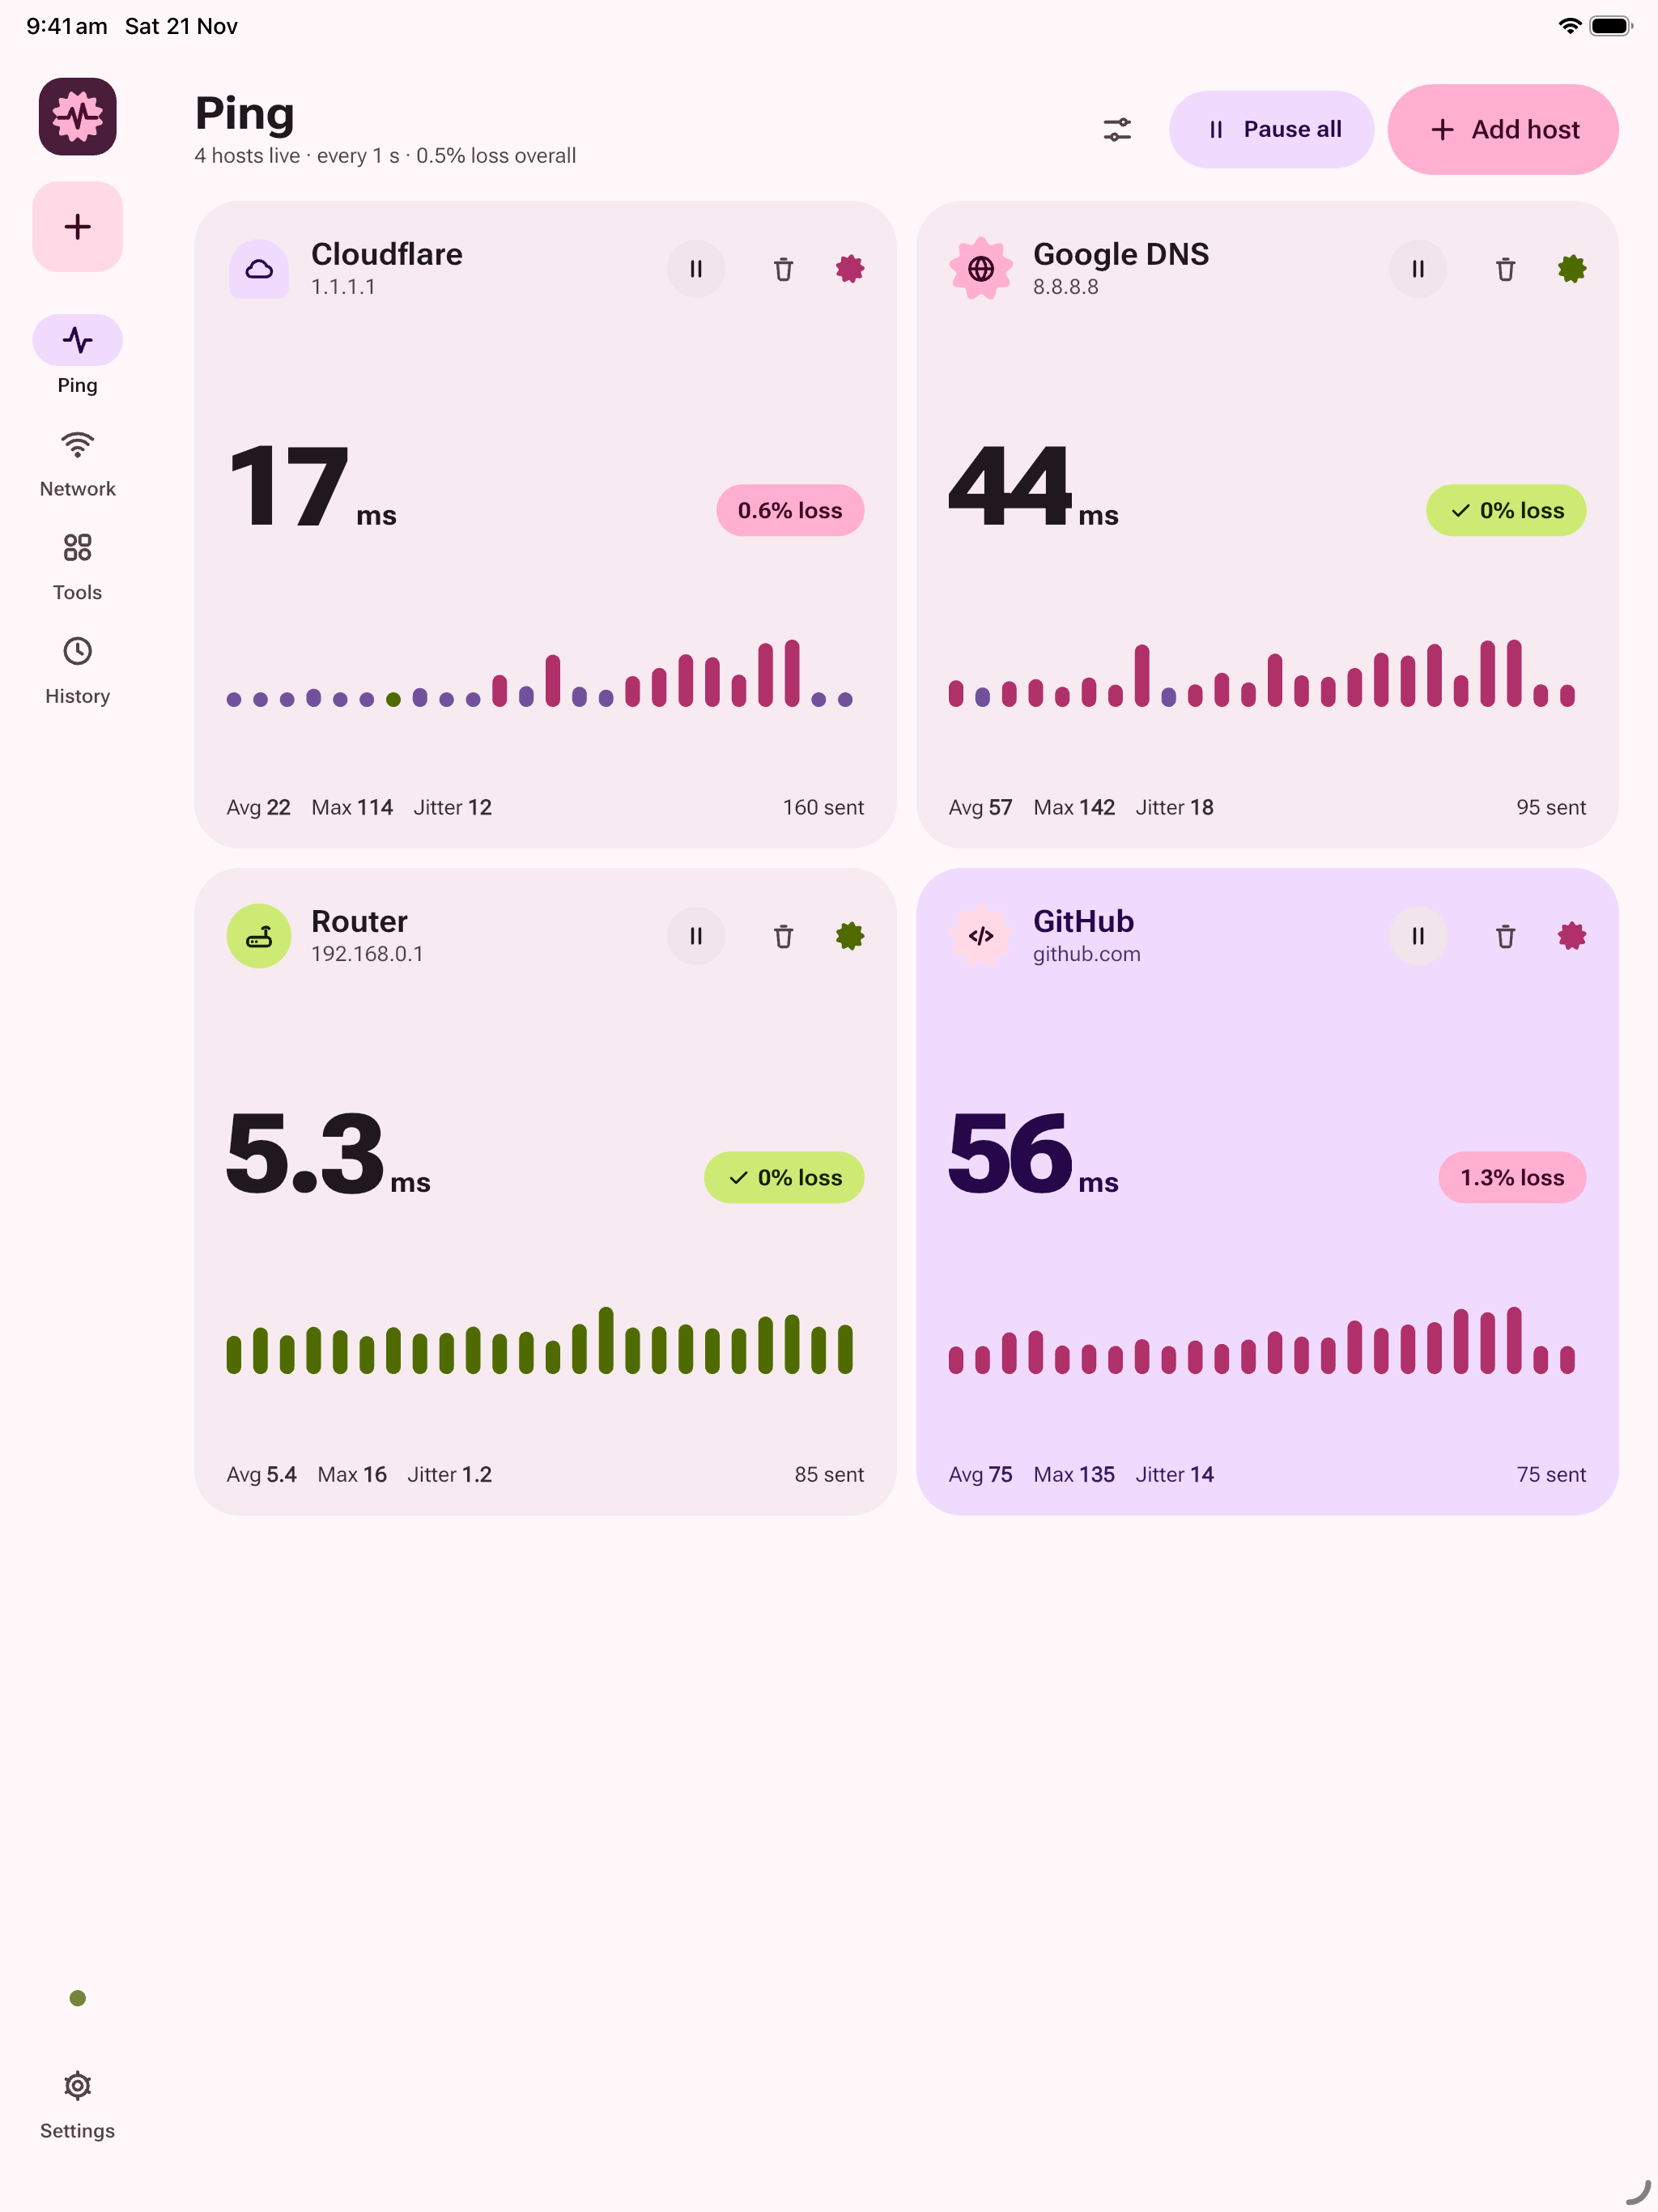 9:41 am Sat 21 Nov
Ping
4 hosts live · every 1 s · 0.5% loss overall
Pause all
Add host
Ping
Network
Tools
History
Settings
Cloudflare
1.1.1.1
17 ms
0.6% loss
Avg 22 Max 114 Jitter 12
160 sent
Google DNS
8.8.8.8
44 ms
0% loss
Avg 57 Max 142 Jitter 18
95 sent
Router
192.168.0.1
5.3 ms
0% loss
Avg 5.4 Max 16 Jitter 1.2
85 sent
GitHub
github.com
56 ms
1.3% loss
Avg 75 Max 135 Jitter 14
75 sent